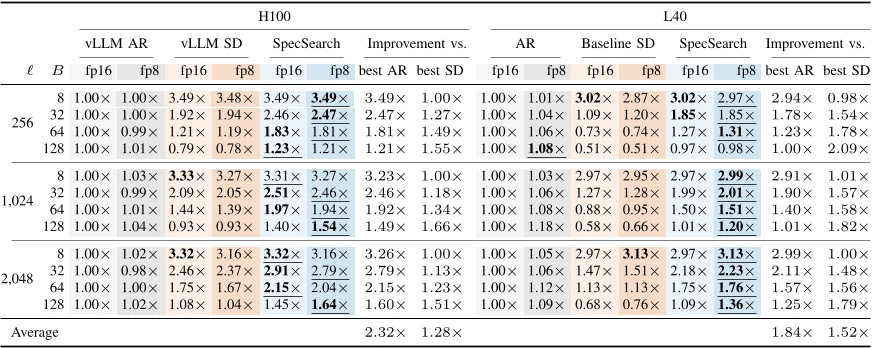 H100 L40
vLLM AR vLLM SD SpecSearch Improvement vs. AR Baseline SD SpecSearch Improvement vs.
ℓ B fp16 fp8 fp16 fp8 fp16 fp8 best AR best SD fp16 fp8 fp16 fp8 fp16 fp8 best AR best SD
256
8 1.00× 1.00× 3.49× 3.48× 3.49× 3.49× 3.49× 1.00× 1.00× 1.01× 3.02× 2.87× 3.02× 2.97× 2.94× 0.98×
32 1.00× 1.00× 1.92× 1.94× 2.46× 2.47× 2.47× 1.27× 1.00× 1.04× 1.09× 1.20× 1.85× 1.85× 1.78× 1.54×
64 1.00× 0.99× 1.21× 1.19× 1.83× 1.81× 1.81× 1.49× 1.00× 1.06× 0.73× 0.74× 1.27× 1.31× 1.23× 1.78×
128 1.00× 1.01× 0.79× 0.78× 1.23× 1.21× 1.21× 1.55× 1.00× 1.08× 0.51× 0.51× 0.97× 0.98× 1.00× 2.09×
1,024
8 1.00× 1.03× 3.33× 3.27× 3.31× 3.27× 3.23× 1.00× 1.00× 1.03× 2.97× 2.95× 2.97× 2.99× 2.91× 1.01×
32 1.00× 0.99× 2.09× 2.05× 2.51× 2.46× 2.46× 1.18× 1.00× 1.06× 1.27× 1.28× 1.99× 2.01× 1.90× 1.57×
64 1.00× 1.01× 1.44× 1.39× 1.97× 1.94× 1.92× 1.34× 1.00× 1.08× 0.88× 0.95× 1.50× 1.51× 1.40× 1.58×
128 1.00× 1.04× 0.93× 0.93× 1.40× 1.54× 1.49× 1.66× 1.00× 1.18× 0.58× 0.66× 1.01× 1.20× 1.01× 1.82×
2,048
8 1.00× 1.02× 3.32× 3.16× 3.32× 3.16× 3.26× 1.00× 1.00× 1.05× 2.97× 3.13× 2.97× 3.13× 2.99× 1.00×
32 1.00× 0.98× 2.46× 2.37× 2.91× 2.79× 2.79× 1.13× 1.00× 1.06× 1.47× 1.51× 2.18× 2.23× 2.11× 1.48×
64 1.00× 1.00× 1.75× 1.67× 2.15× 2.04× 2.15× 1.23× 1.00× 1.12× 1.13× 1.13× 1.75× 1.76× 1.57× 1.56×
128 1.00× 1.02× 1.08× 1.04× 1.45× 1.64× 1.60× 1.51× 1.00× 1.09× 0.68× 0.76× 1.09× 1.36× 1.25× 1.79×
Average 2.32× 1.28× 1.84× 1.52×